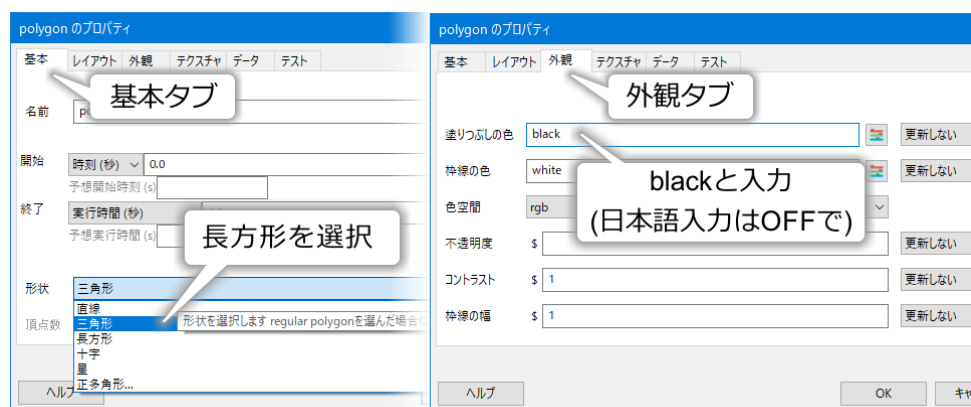 polygon のプロパティ
基本 レイアウト 外観 テクスチャ データ テスト
基本タブ
名前
開始 時刻 (秒) 0.0
予想開始時刻 (s)
終了 実行時間 (秒)
予想実行時間 (s)
長方形を選択
形状 三角形
直線
三角形
形状を選択します regular polygonを選んだ場合
頂点数
長方形
十字
星
正多角形...
ヘルプ
polygon のプロパティ
基本 レイアウト 外観 テクスチャ データ テスト
外観タブ
塗りつぶしの色 black 更新しない
枠線の色 white 更新しない
blackと入力
(日本語入力はOFFで)
色空間 rgb
不透明度 $ 更新しない
コントラスト $ 1 更新しない
枠線の幅 $ 1 更新しない
ヘルプ OK キャ